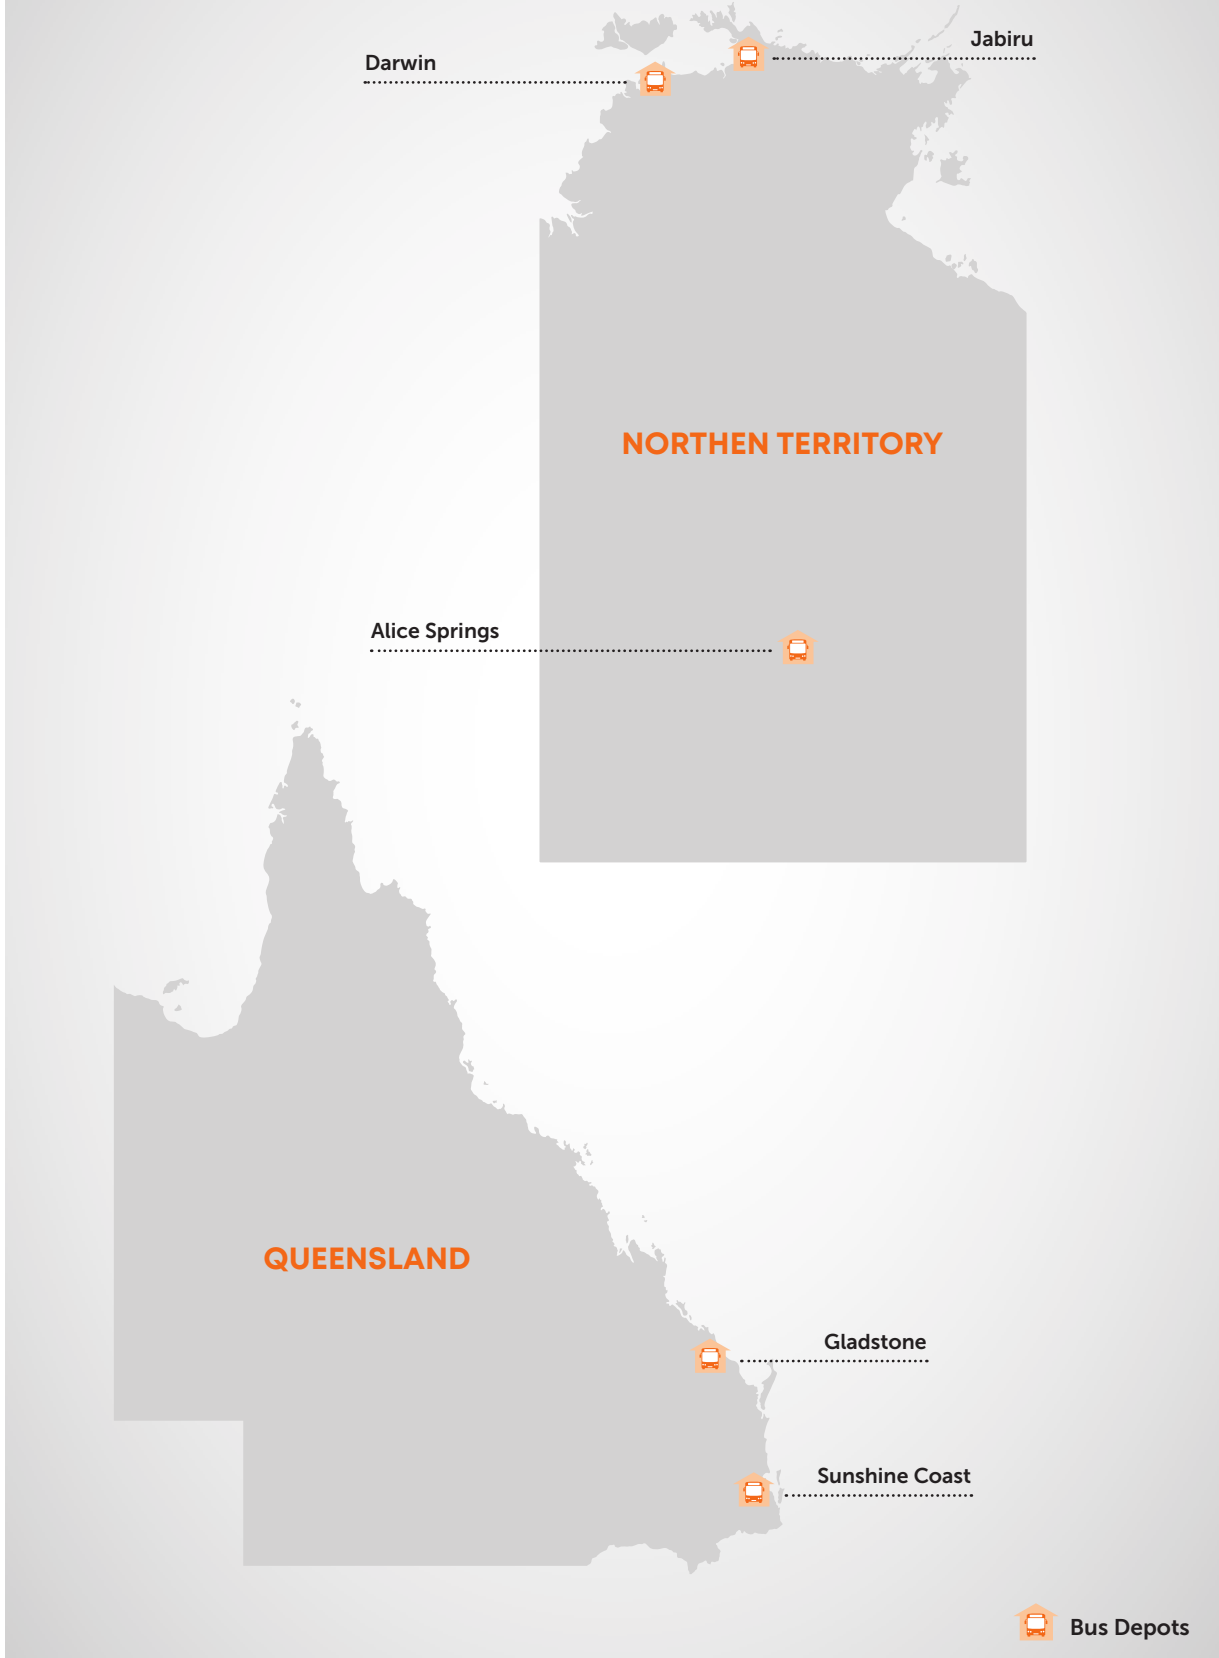 Jabiru
Darwin
NORTHEN TERRITORY
Alice Springs
QUEENSLAND
Gladstone
Sunshine Coast
Bus Depots